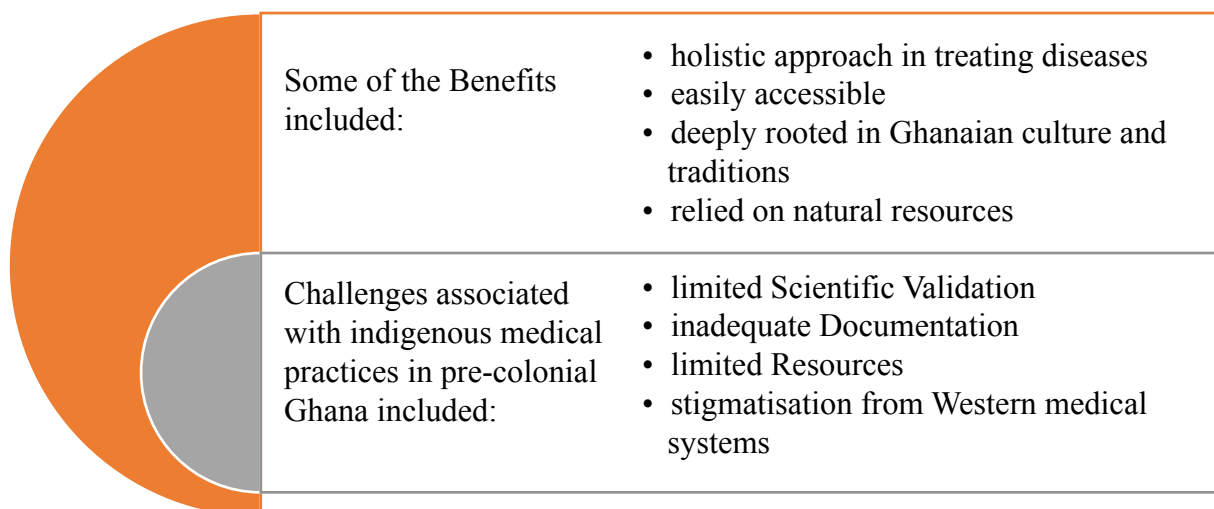 Some of the Benefits
included:
• holistic approach in treating diseases
• easily accessible
• deeply rooted in Ghanaian culture and
traditions
• relied on natural resources
Challenges associated
with indigenous medical
practices in pre-colonial
Ghana included:
• limited Scientific Validation
• inadequate Documentation
• limited Resources
• stigmatisation from Western medical
systems